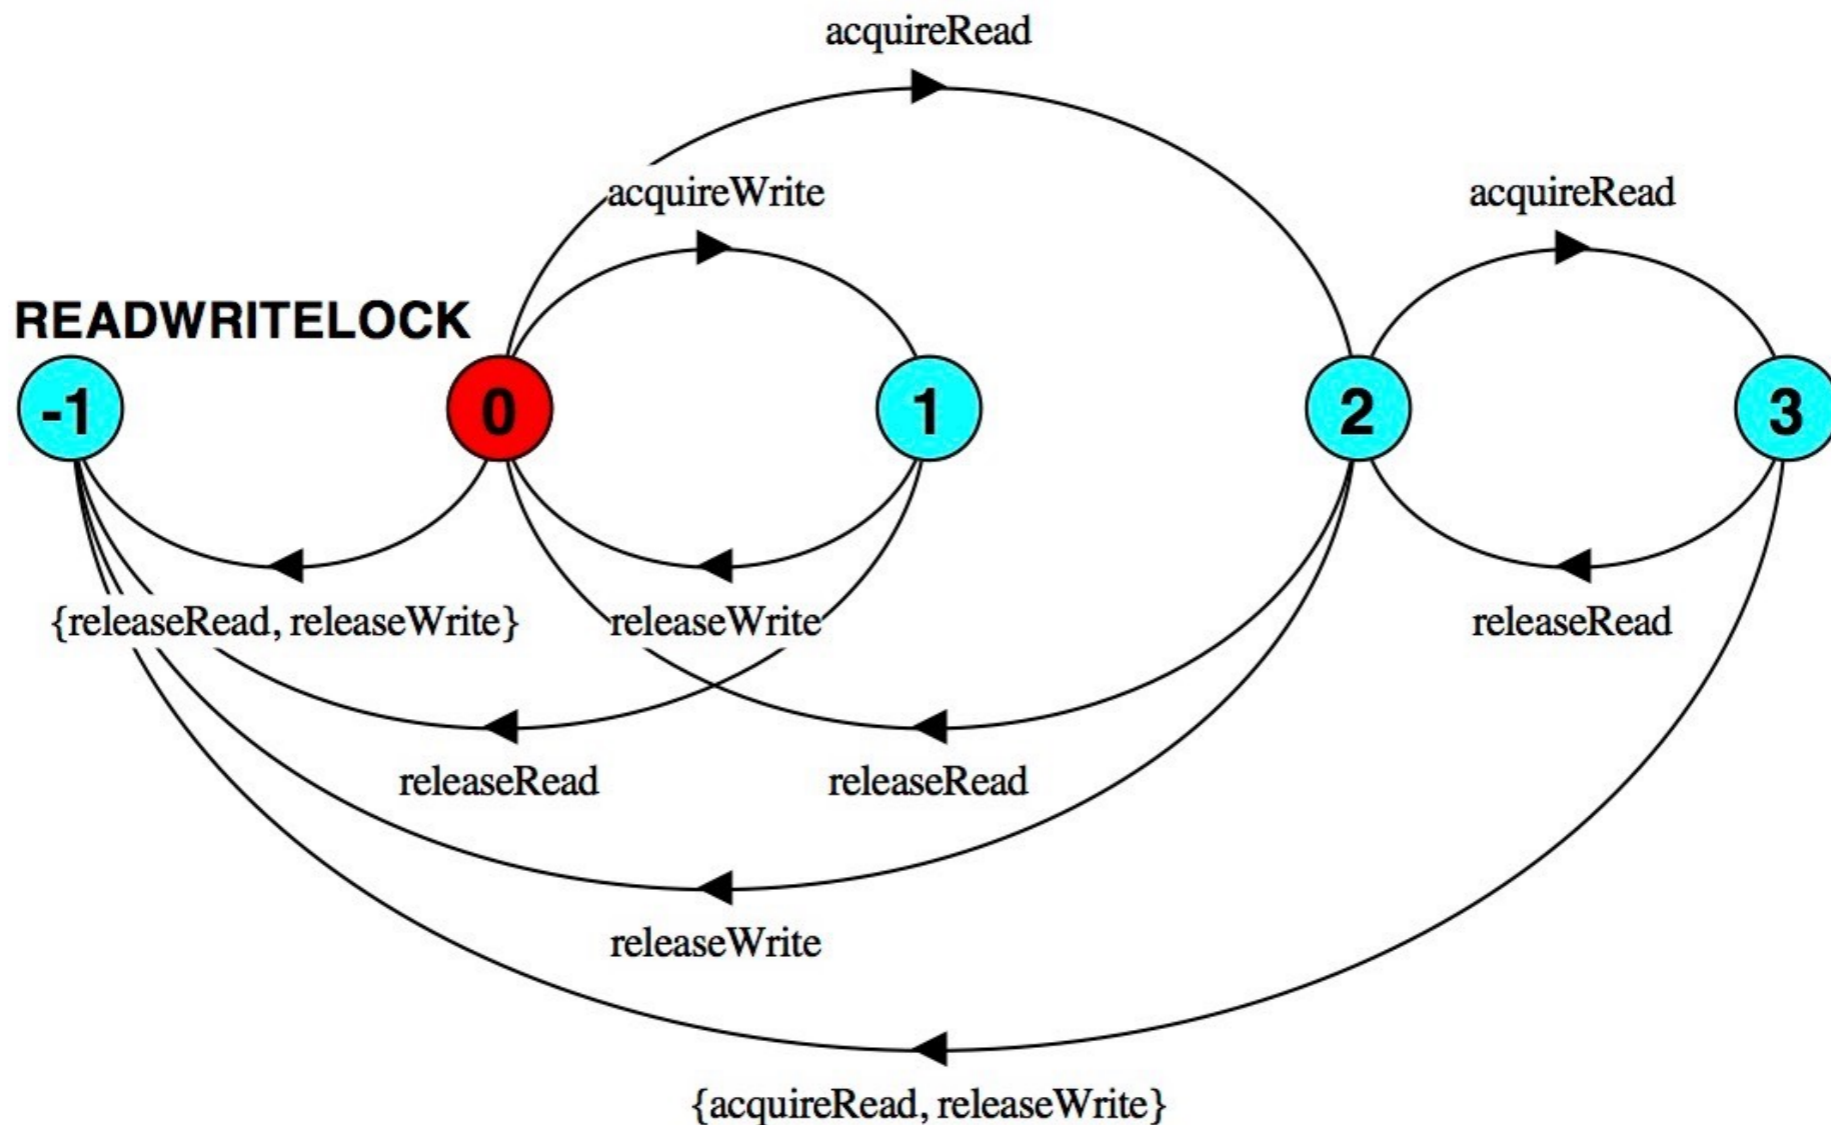 acquireRead
acquireWrite
acquireRead
READWRITELOCK
-1
0
1
2
3
{releaseRead, releaseWrite}
releaseWrite
releaseRead
releaseRead
releaseRead
releaseWrite
{acquireRead, releaseWrite}